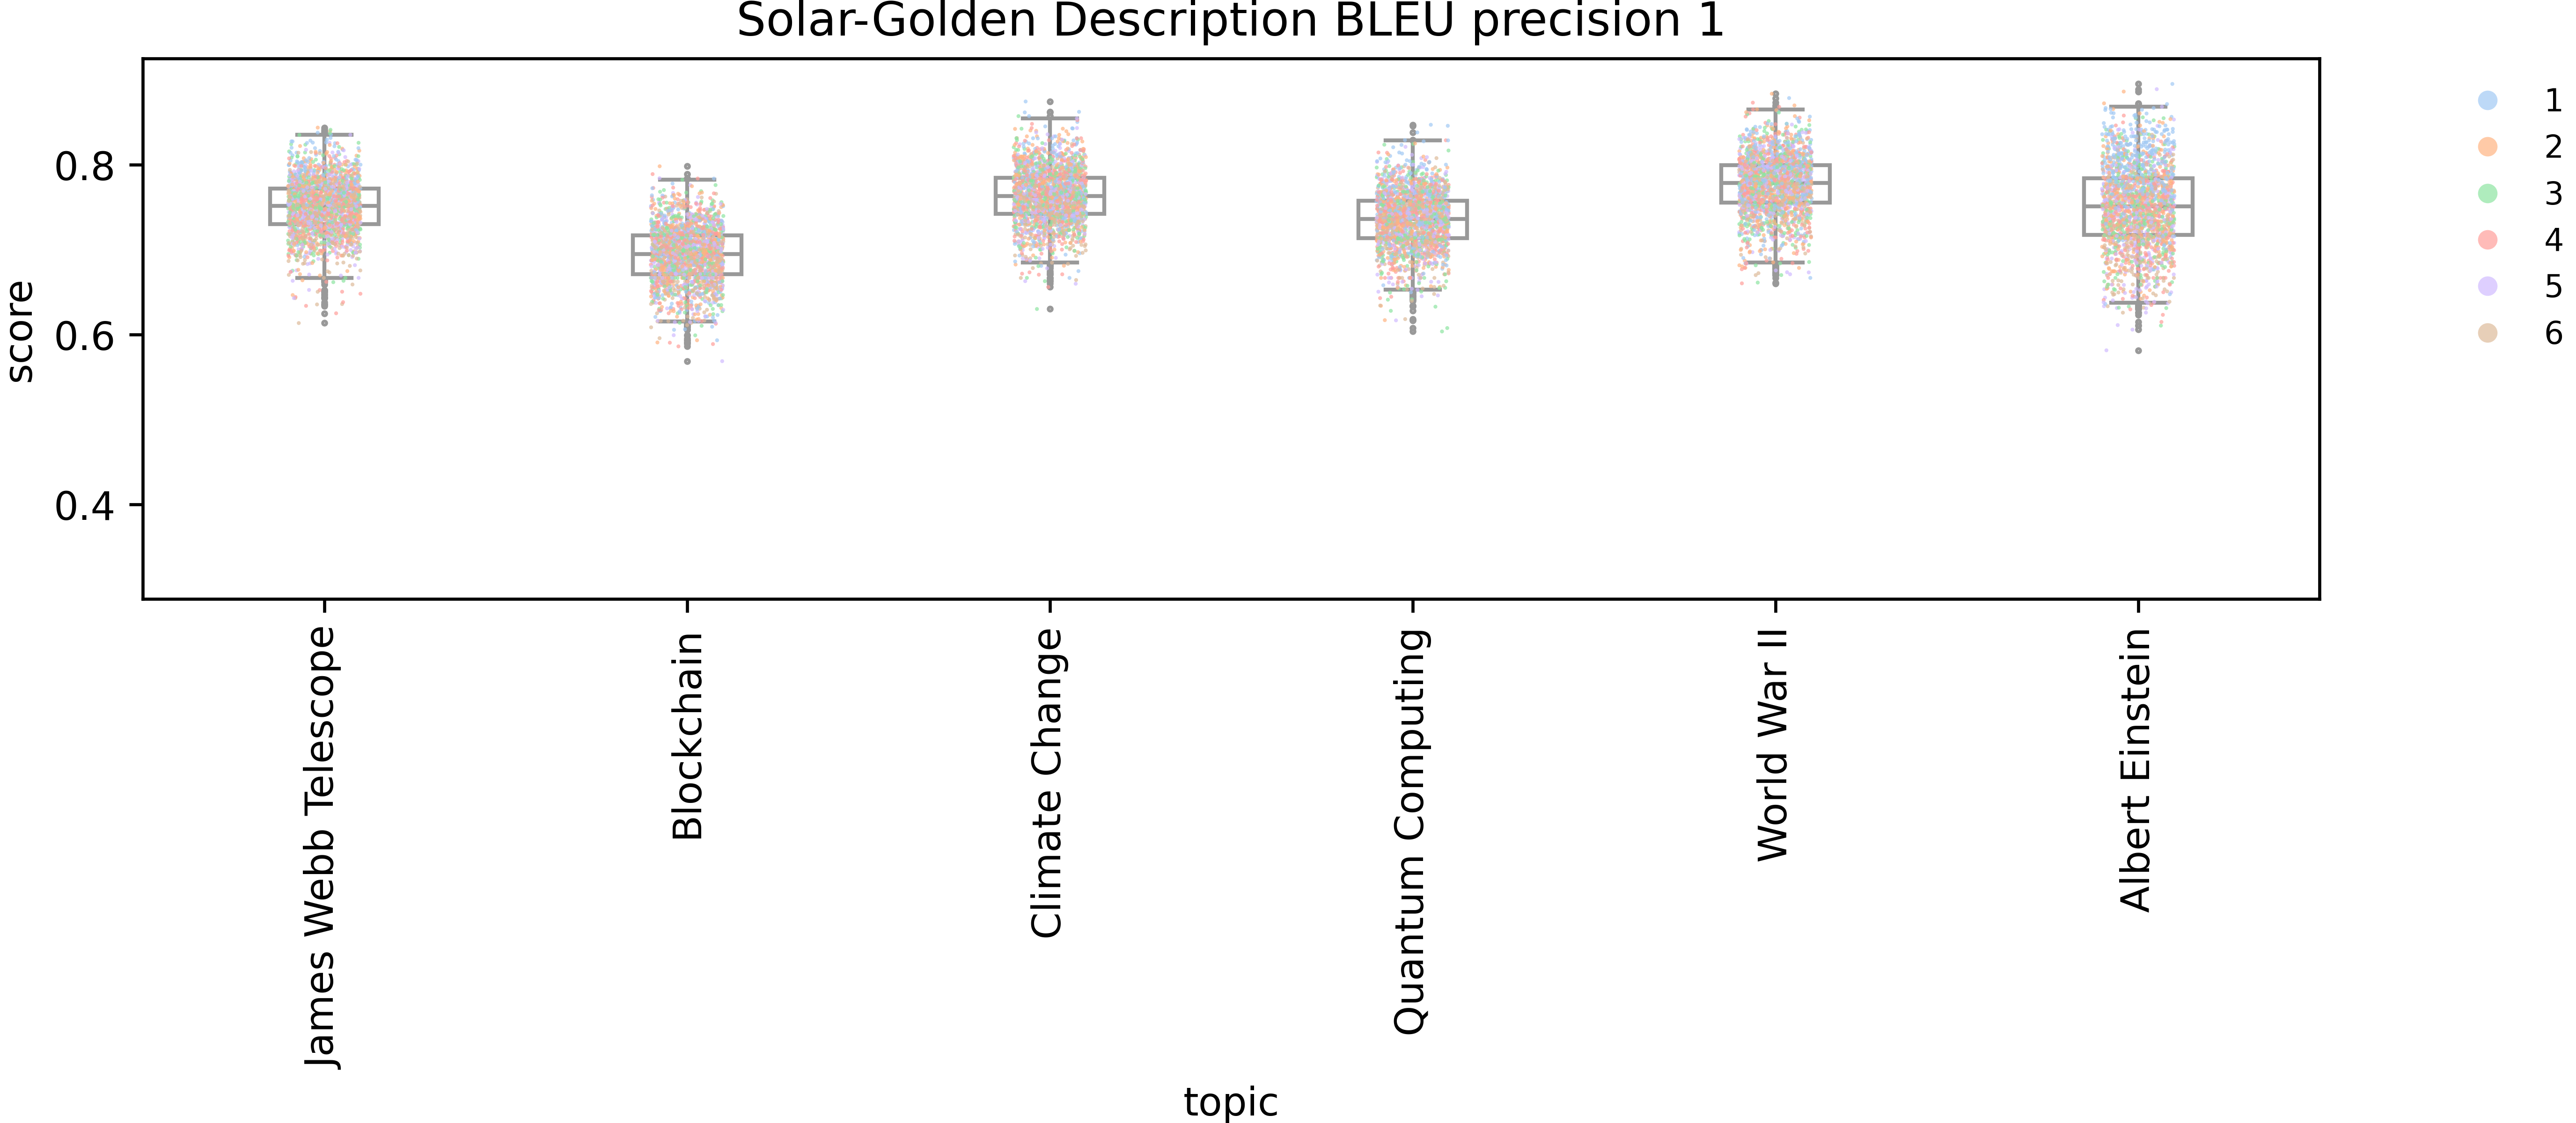 Solar-Golden Description BLEU precision 1
score
0.8
0.6
0.4
James Webb Telescope
Blockchain
Climate Change
Quantum Computing
World War II
Albert Einstein
topic
1
2
3
4
5
6